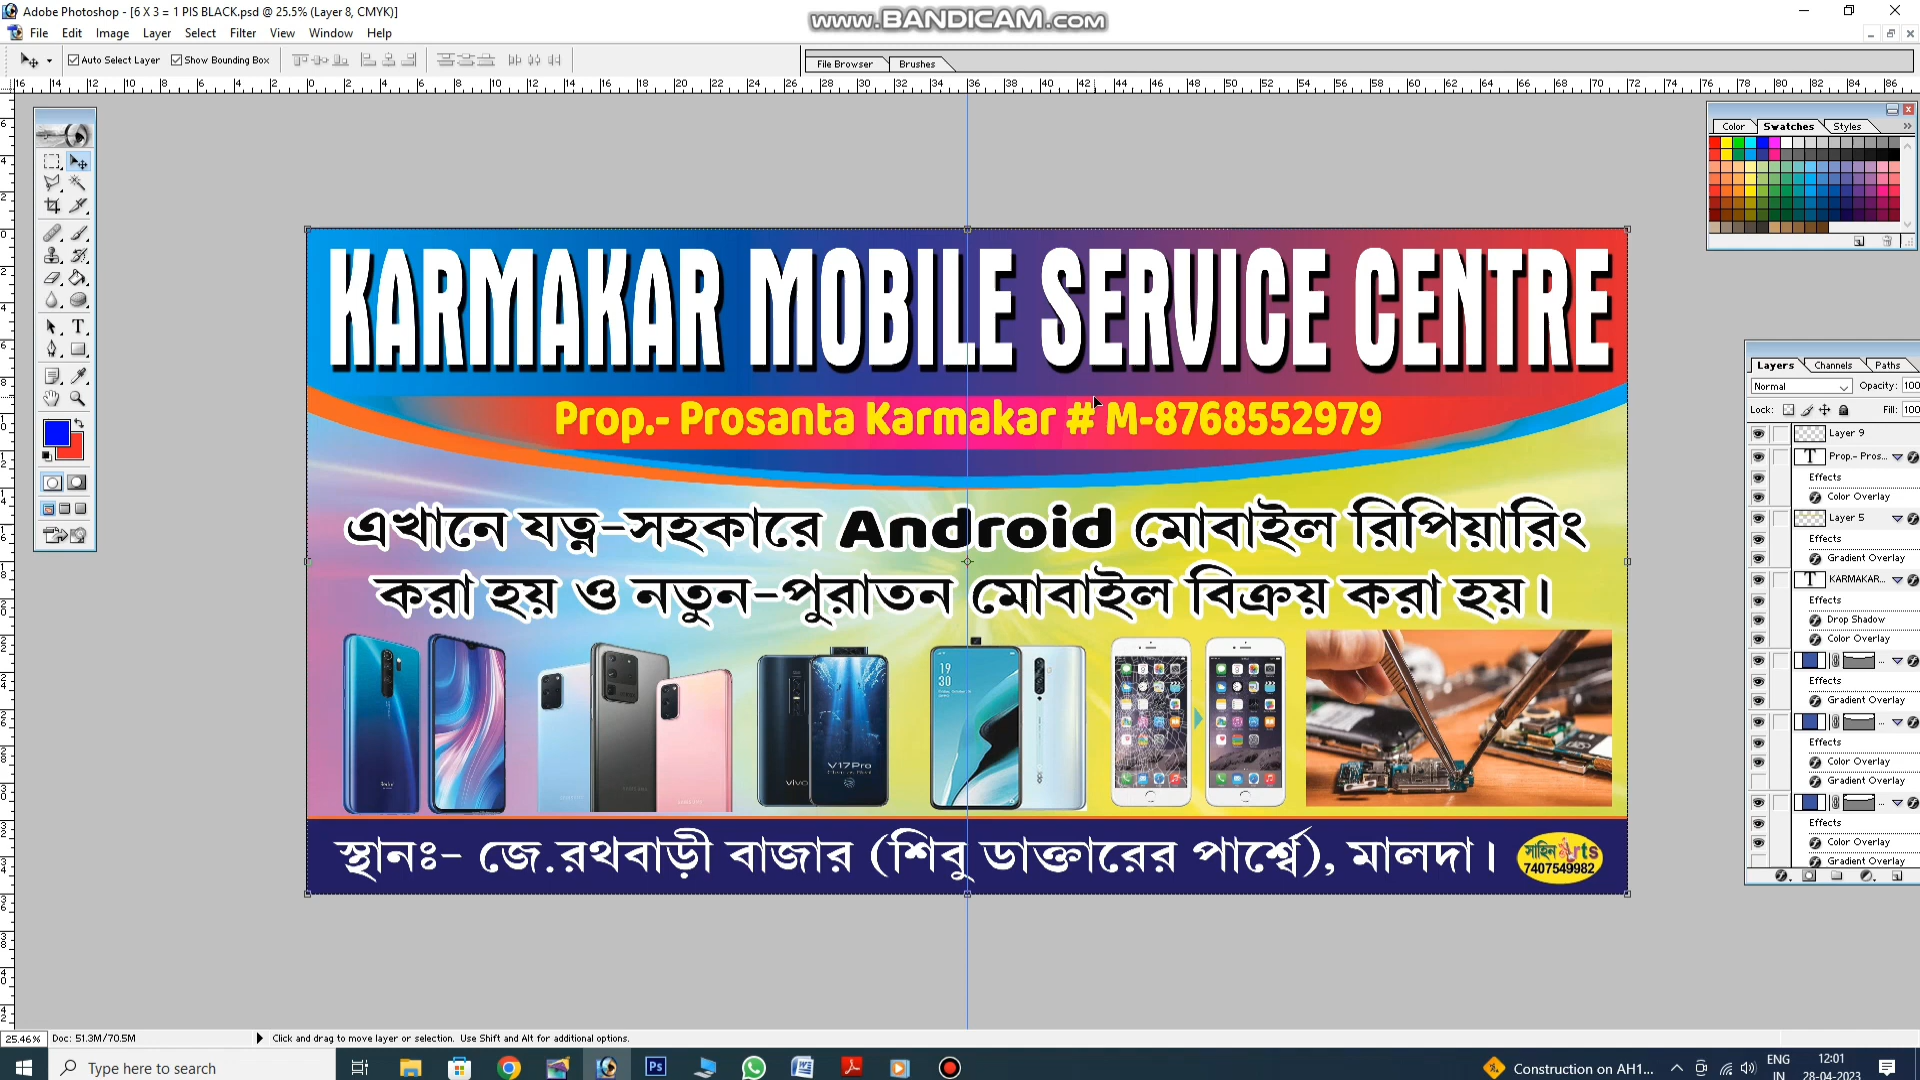 Adobe Photoshop - [6 X 3 = 1 PIS BLACK.psd @ 25.5% (Layer 8, CMYK)]
www.BANDICAM.com
File Edit Image Layer Select Filter View Window Help
Auto Select Layer Show Bounding Box
File Browser Brushes
Color Swatches Styles
KARMAKAR MOBILE SERVICE CENTRE
Prop.- Prosanta Karmakar # M-8768552979
এখানে যত্ন-সহকারে Android মোবাইল রিপিয়ারিং
করা হয় ও নতুন-পুরাতন মোবাইল বিক্রয় করা হয়।
19
30
vivo
V17Pro
স্থানঃ- জে.রথবাড়ী বাজার (শিবু ডাক্তারের পার্শ্বে), মালদা।
সাহিন Arts
7407549982
Layers Channels Paths
Normal Opacity: 100
Lock: Fill: 100
Layer 9
Prop.- Pros...
Effects
Color Overlay
Layer 5
Effects
Gradient Overlay
KARMAKAR...
Effects
Drop Shadow
Color Overlay
Effects
Gradient Overlay
Effects
Color Overlay
Gradient Overlay
Effects
Color Overlay
Gradient Overlay
25.46% Doc: 51.3M/70.5M Click and drag to move layer or selection. Use Shift and Alt for additional options.
Type here to search
Construction on AH1...
ENG
IN
12:01
28-04-2023